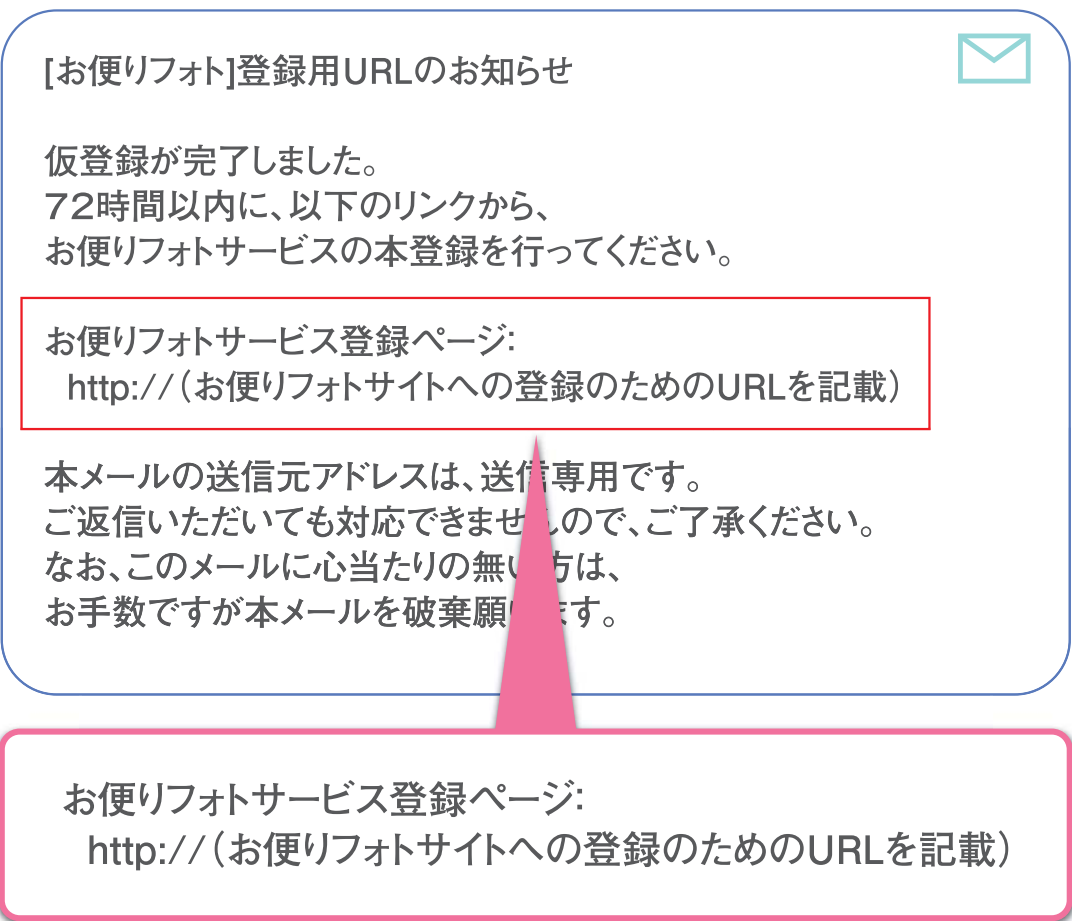 [お便りフォト]登録用URLのお知らせ
仮登録が完了しました。
72時間以内に、以下のリンクから、
お便りフォトサービスの本登録を行ってください。
お便りフォトサービス登録ページ:
http://（お便りフォトサイトへの登録のためのURLを記載）
本メールの送信元アドレスは、送信専用です。
ご返信いただいても対応できませんので、ご了承ください。
なお、このメールに心当たりの無い方は、
お手数ですが本メールを破棄願います。
お便りフォトサービス登録ページ:
http://（お便りフォトサイトへの登録のためのURLを記載）